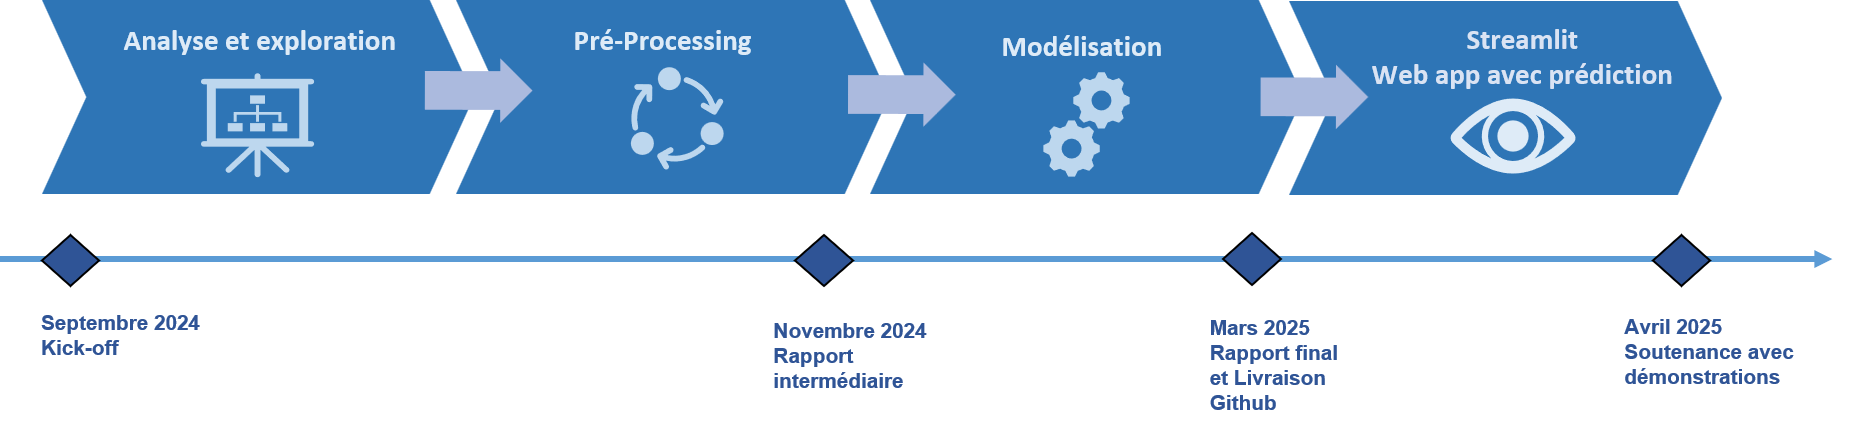 Analyse et exploration
Pré-Processing
Modélisation
Streamlit
Web app avec prédiction
Septembre 2024
Kick-off
Novembre 2024
Rapport
intermédiaire
Mars 2025
Rapport final
et Livraison
Github
Avril 2025
Soutenance avec
démonstrations